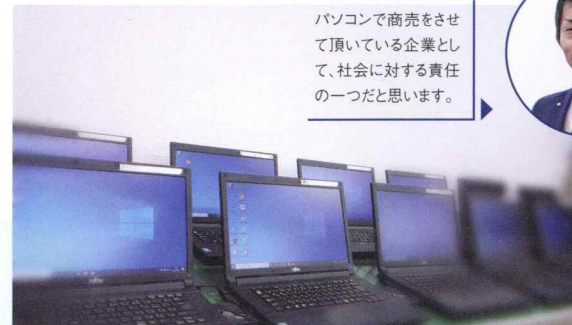 パソコンで商売をさせ
て頂いている企業とし
て、社会に対する責任
の一つだと思います。